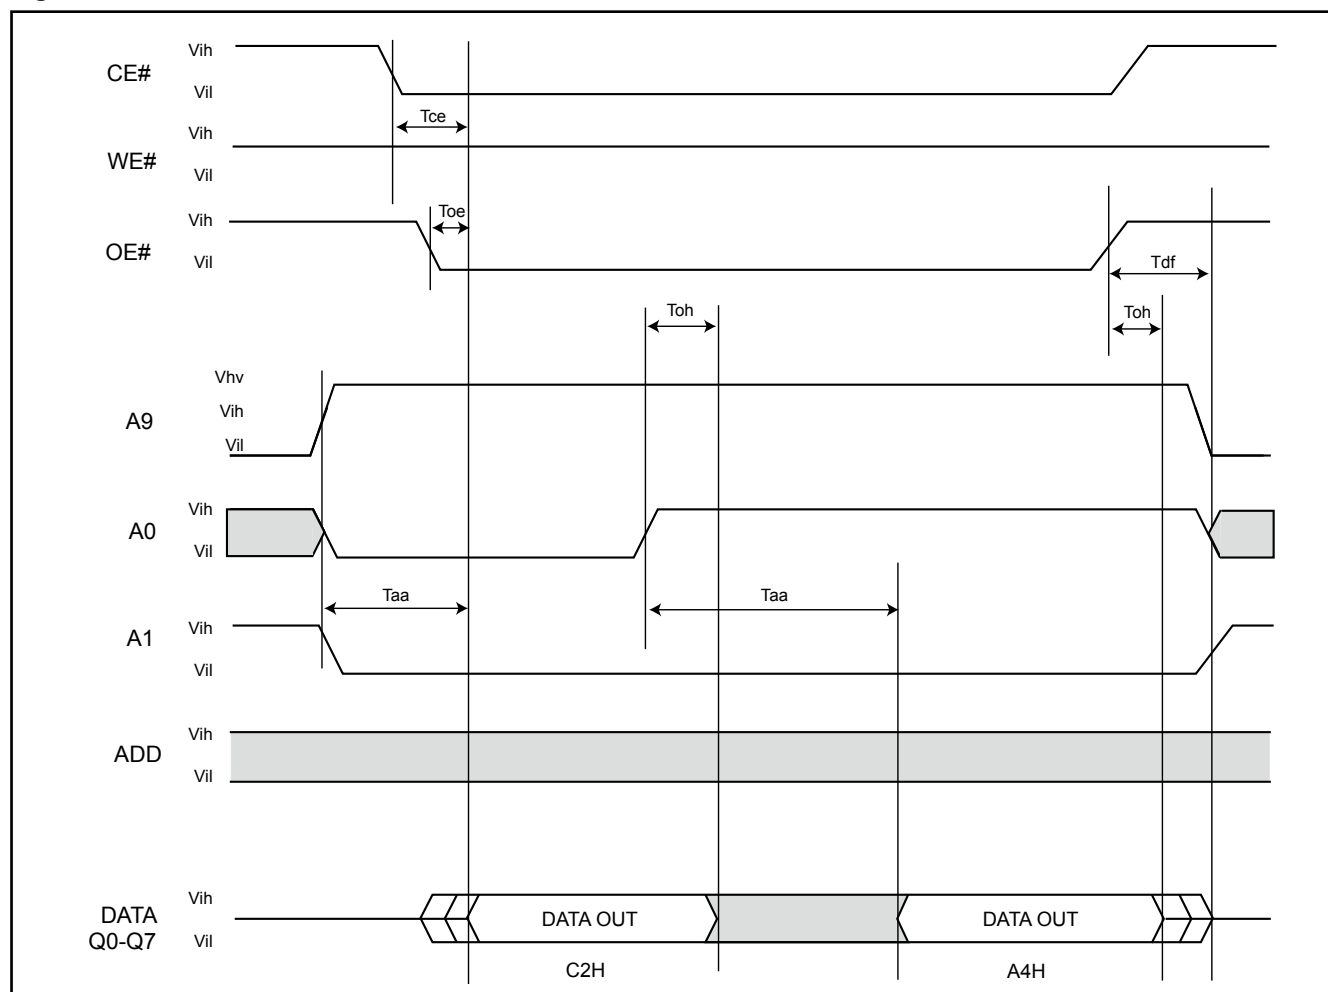 CE#
Vih
Vil
Tce
WE#
Vih
Vil
OE#
Vih
Vil
Toe
Tdf
Toh
Toh
A9
Vhv
Vih
Vil
A0
Vih
Vil
Taa
Taa
A1
Vih
Vil
ADD
Vih
Vil
DATA
Q0-Q7
Vih
Vil
DATA OUT
DATA OUT
C2H
A4H